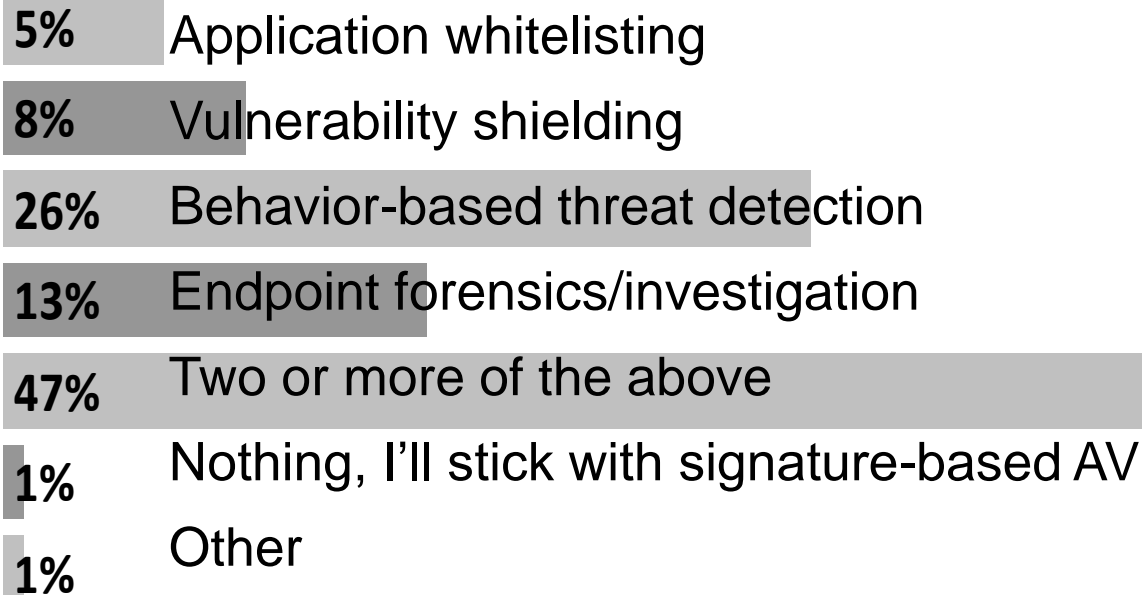 5% Application whitelisting
8% Vulnerability shielding
26% Behavior-based threat detection
13% Endpoint forensics/investigation
47% Two or more of the above
1% Nothing, I’ll stick with signature-based AV
1% Other